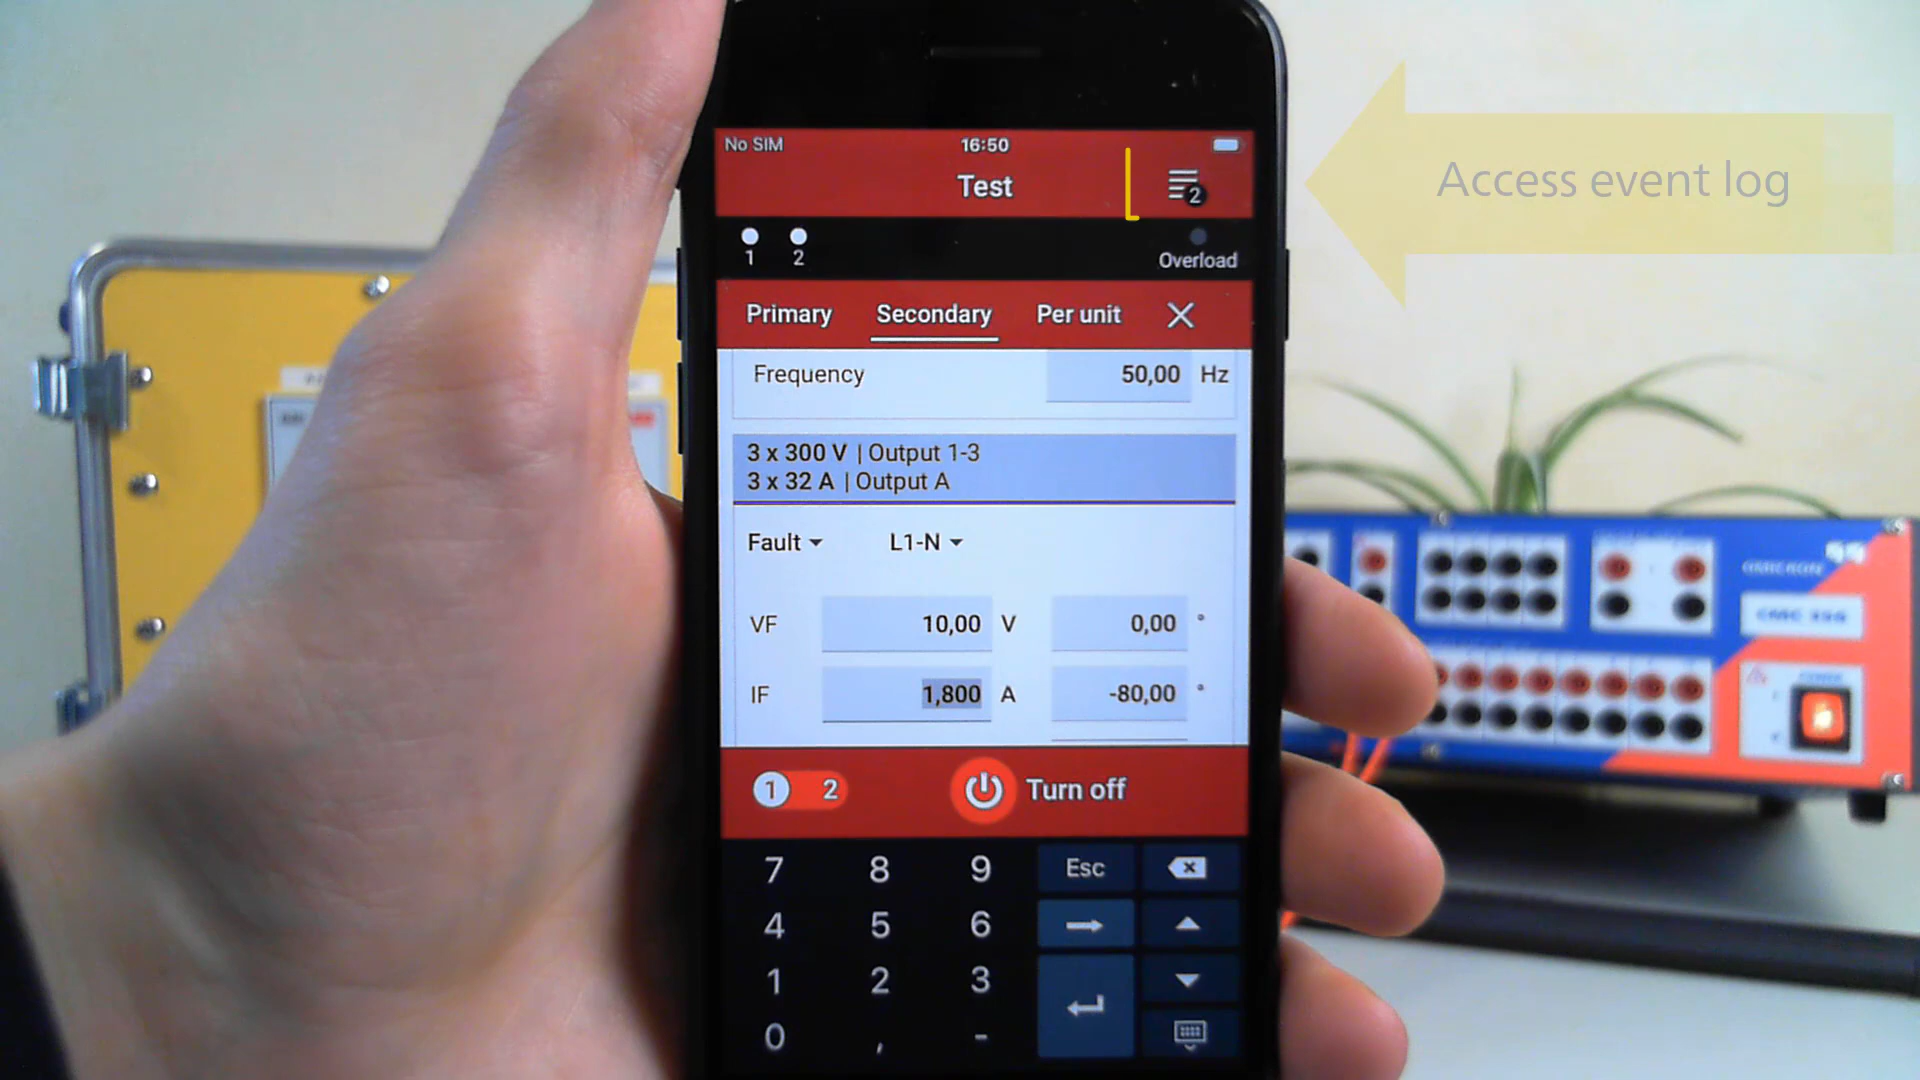 No SIM 16:50
Test
2
Access event log
1 2 Overload
Primary Secondary Per unit
Frequency 50,00 Hz
3 x 300 V | Output 1-3
3 x 32 A | Output A
Fault L1-N
VF 10,00 V 0,00 °
IF 1,800 A -80,00 °
1 2 Turn off
7 8 9 Esc
4 5 6
1 2 3
0 , -
OMICRON